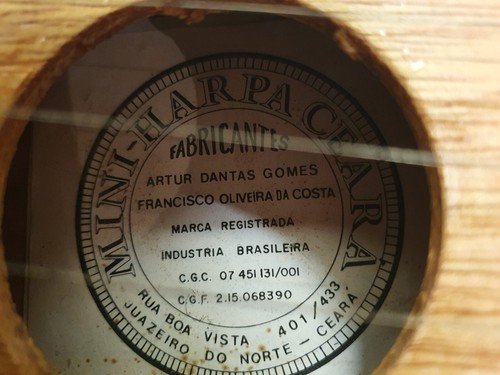 MINI-HARPA CEARÁ
FABRICANTES
ARTUR DANTAS GOMES
FRANCISCO OLIVEIRA DA COSTA
MARCA REGISTRADA
INDUSTRIA BRASILEIRA
C.G.C. 07 451 131/001
C.G.F. 2.15.068390
RUA BOA VISTA 401/433
JUAZEIRO DO NORTE - CEARÁ